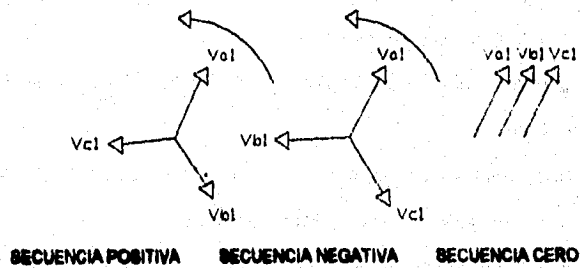 Va1 Va1 Va1 Vb1 Vc1
Vc1 Vb1
Vb1 Vc1
SECUENCIA POSITIVA SECUENCIA NEGATIVA SECUENCIA CERO